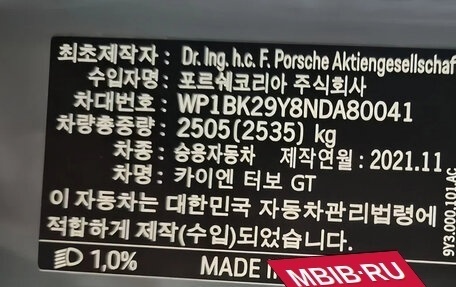 최초제작자 : Dr. Ing. h.c. F. Porsche Aktiengesellschaf
수입자명 : 포르쉐코리아 주식회사
차대번호 : WP1BK29Y8NDA80041
차량총중량 : 2505(2535) kg
차종 : 승용자동차 제작연월 : 2021.11
차명 : 카이엔 터보 GT
이 자동차는 대한민국 자동차관리법령에
적합하게 제작(수입)되었습니다.
1,0% MADE
9Y3.000.101.AC
MBIB·RU